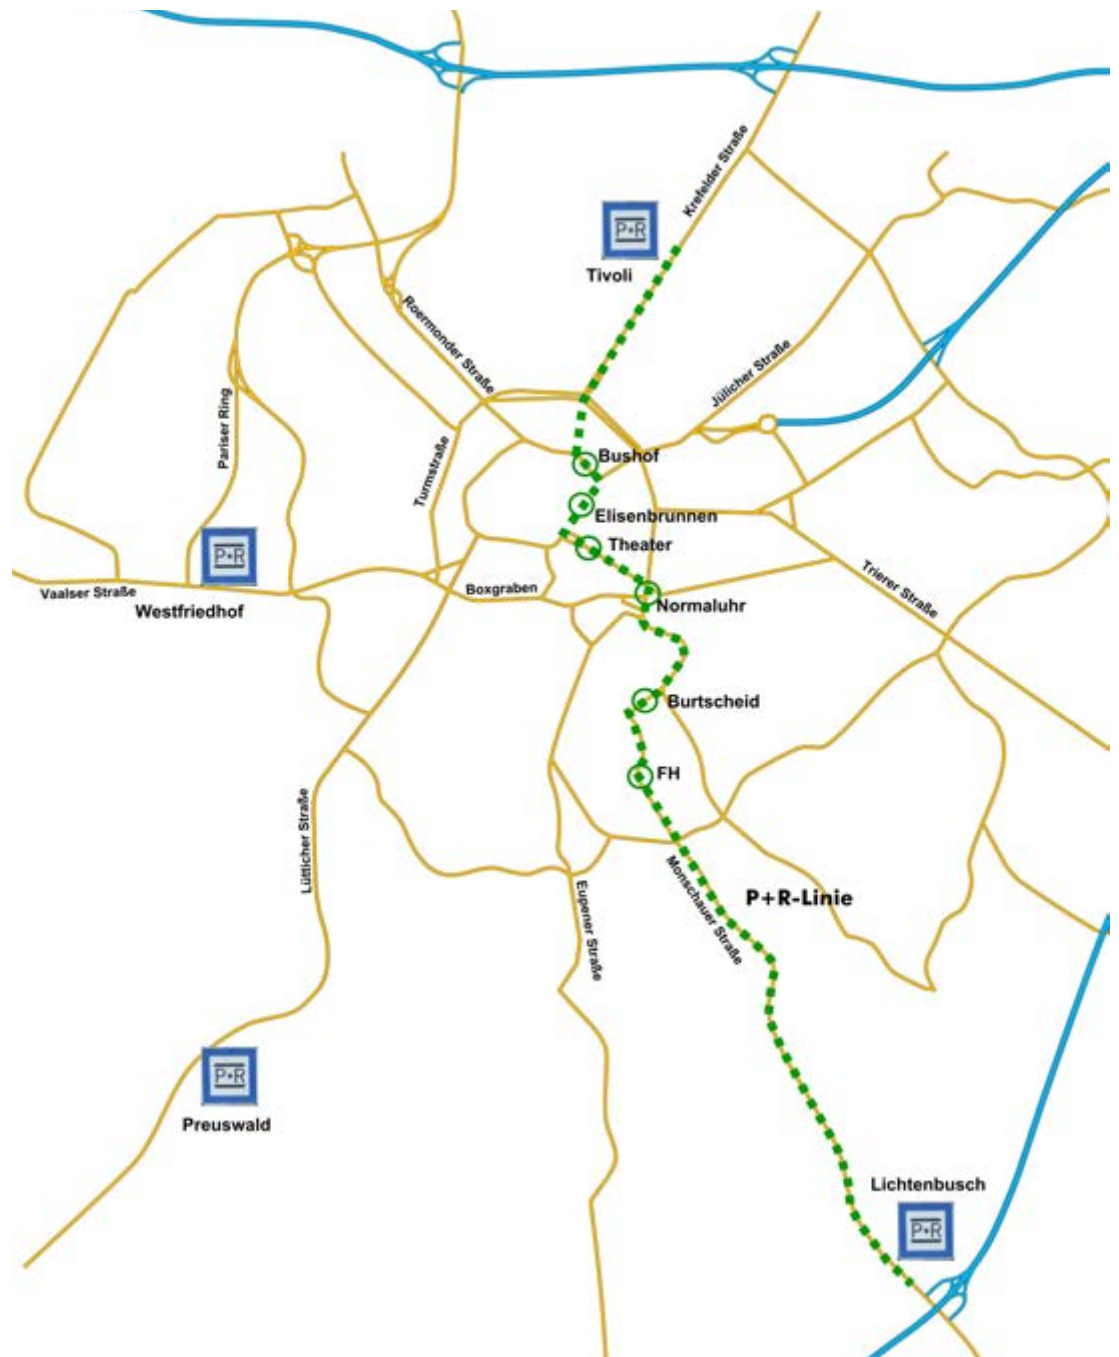 Krefelder Straße
P+R
Tivoli
Roermonder Straße
Jülicher Straße
Pariser Ring
Turmstraße
Bushof
Elisenbrunnen
Theater
P+R
Trierer Straße
Vaalser Straße
Boxgraben
Westfriedhof
Normaluhr
Burtscheid
FH
Lütticher Straße
Monschauer Straße
P+R-Linie
Eupener Straße
P+R
Preuswald
Lichtenbusch
P+R